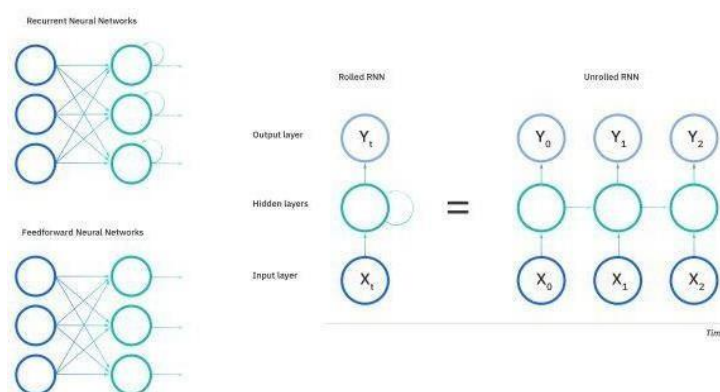 Recurrent Neural Networks
Rolled RNN
Unrolled RNN
Output layer
Yt
Y0
Y1
Y2
Hidden layers
=
Feedforward Neural Networks
Input layer
Xt
X0
X1
X2
Tim